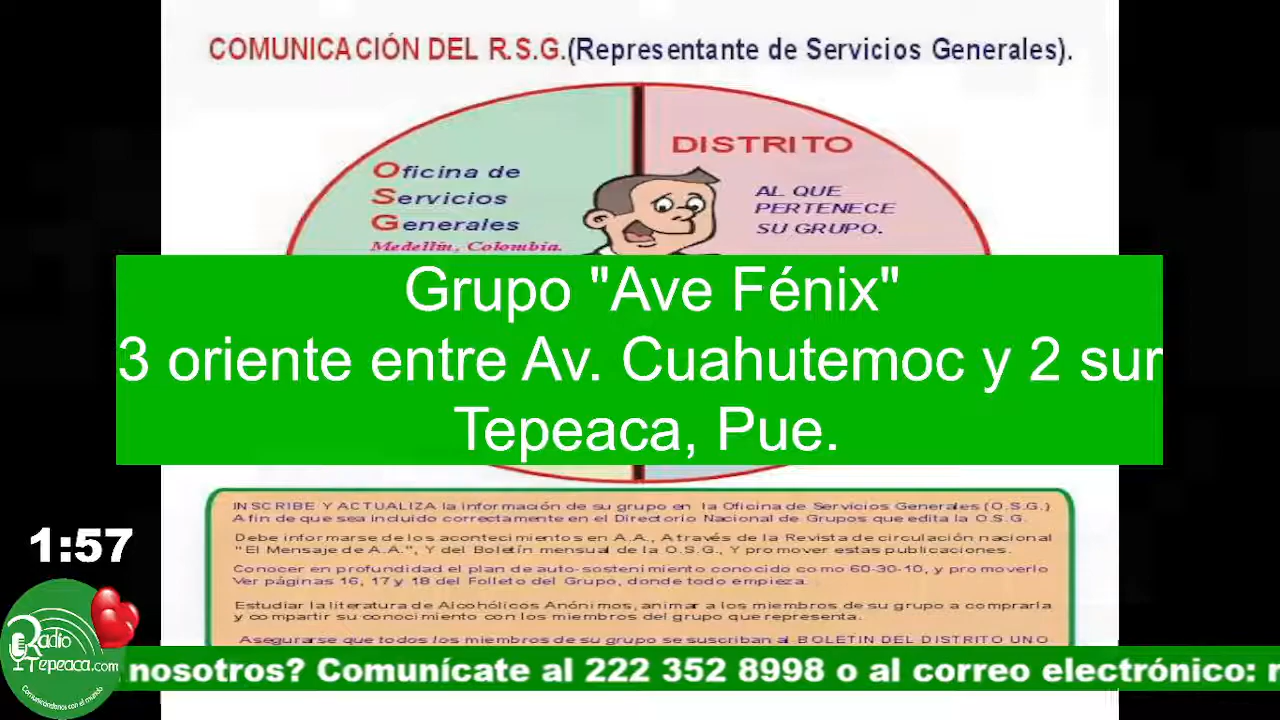 COMUNICACIÓN DEL R.S.G.(Representante de Servicios Generales).
Oficina de
Servicios
Generales
Medellín, Colombia.
DISTRITO
AL QUE
PERTENECE
SU GRUPO.
Grupo "Ave Fénix"
3 oriente entre Av. Cuahutemoc y 2 sur
Tepeaca, Pue.
INSCRIBE Y ACTUALIZA la información de su grupo en la Oficina de Servicios Generales (O.S.G.)
A fin de que sea incluido correctamente en el Directorio Nacional de Grupos que edita la O.S.G.
Debe informarse de los acontecimientos en A.A., A través de la Revista de circulación nacional
"El Mensaje de A.A.", Y del Boletín mensual de la O.S.G., Y promover estas publicaciones.
Conocer en profundidad el plan de auto-sostenimiento conocido como 60-30-10, y promoverlo
Ver páginas 16, 17 y 18 del Folleto del Grupo, donde todo empieza.
Estudiar la literatura de Alcohólicos Anónimos, animar a los miembros de su grupo a comprarla
y compartir su conocimiento con los miembros del grupo que representa.
Asegurarse que todos los miembros de su grupo se suscriban al BOLETIN DEL DISTRITO UNO
1:57
Radio
Tepeaca.com
Comunicándonos con el mundo
nosotros? Comunícate al 222 352 8998 o al correo electrónico: